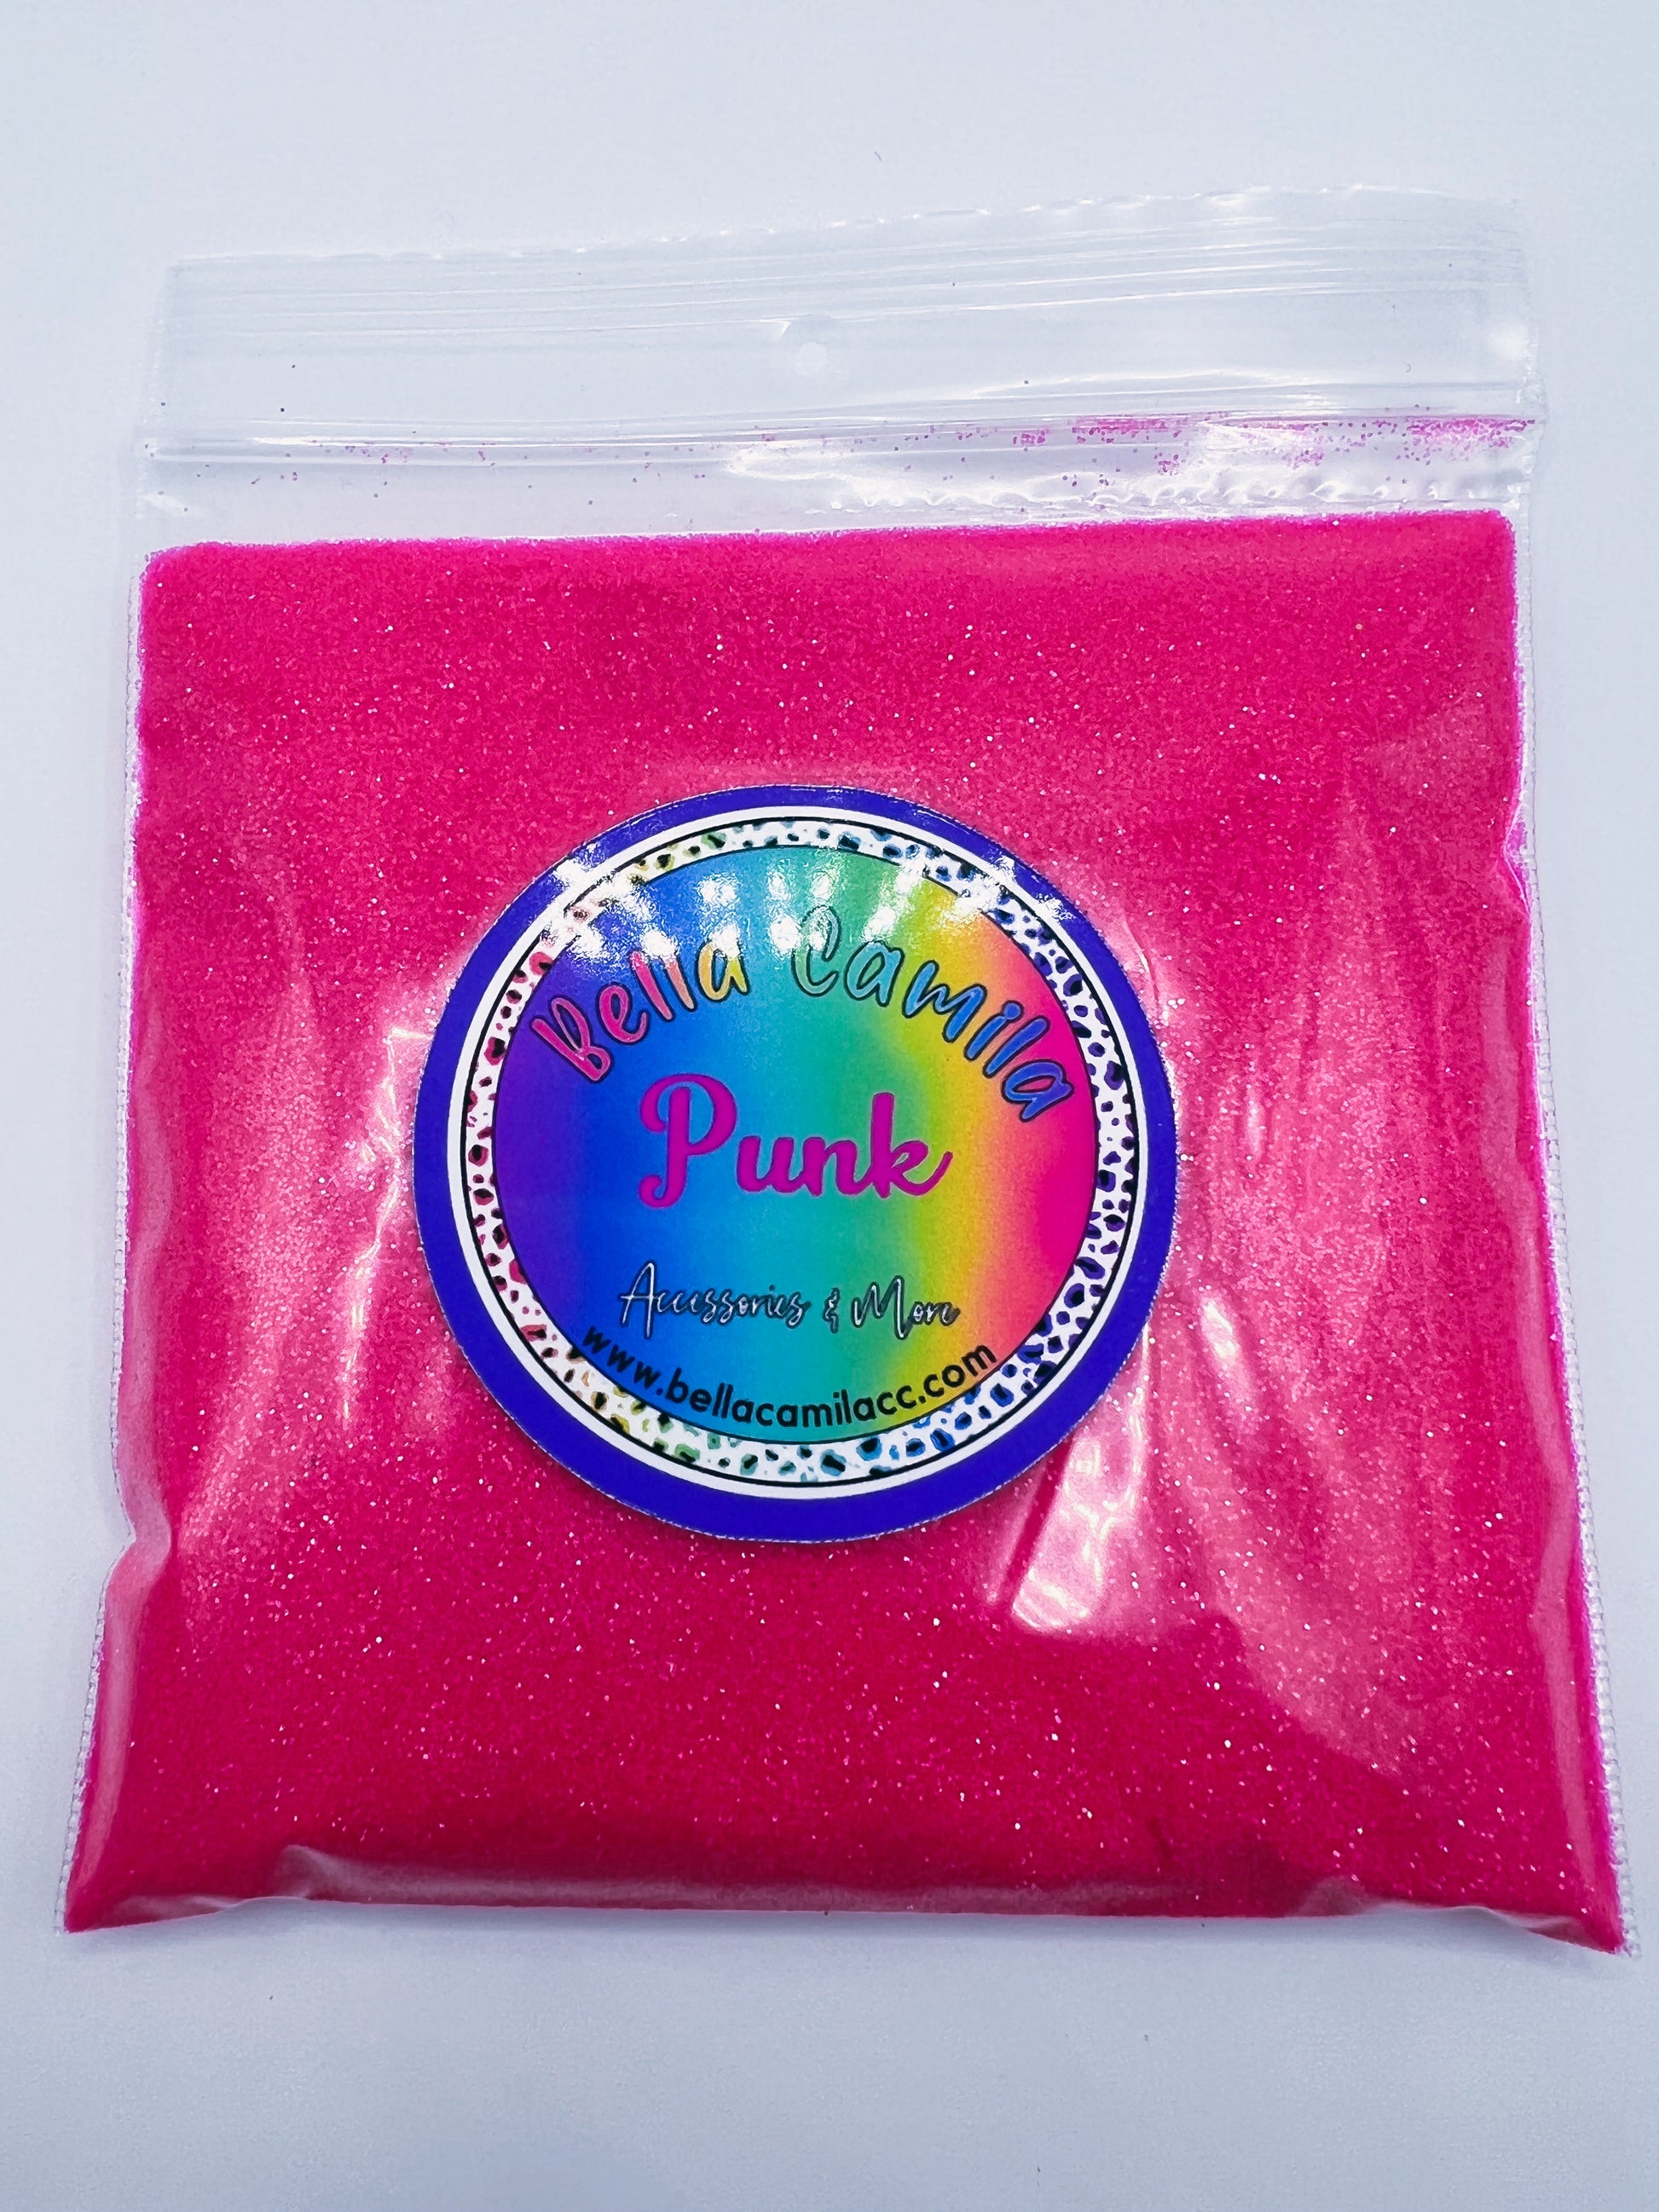 Bella Camila
Punk
Accessories & More
www.bellacamilacc.com